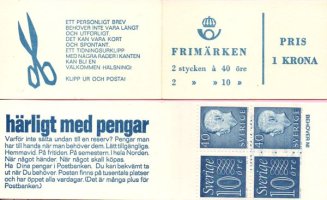 ETT PERSONLIGT BREV
BEHÖVER INTE VARA LÅNGT
OCH UTFÖRLIGT.
DET KAN VARA KORT
OCH SPONTANT.
ETT TIDNINGSURKLIPP
MED NÅGRA RADER I KANTEN
KAN BLI EN
VÄLKOMMEN HÄLSNING!
KLIPP UR OCH POSTA!
FRIMÄRKEN
2 stycken à 40 öre
2 » » 10 »
PRIS
1 KRONA
härligt med pengar
Varför inte sätta undan till en reserv? Pengar man
har till hands när man behöver dem. Lätt tillgängliga.
Hemmavid. På fritiden. På semestern. I hela Norden.
När något händer. När något skall köpas.
Ha Dina pengar i Postbanken. Du kan bekvämt ta
ut när Du behöver. Posten finns på tusentals platser
och har öppet alla vardagar. (Det är manga plus för
Postbanken.)
40
40
Sverige
10 ÖRE
Sverige
10 ÖRE